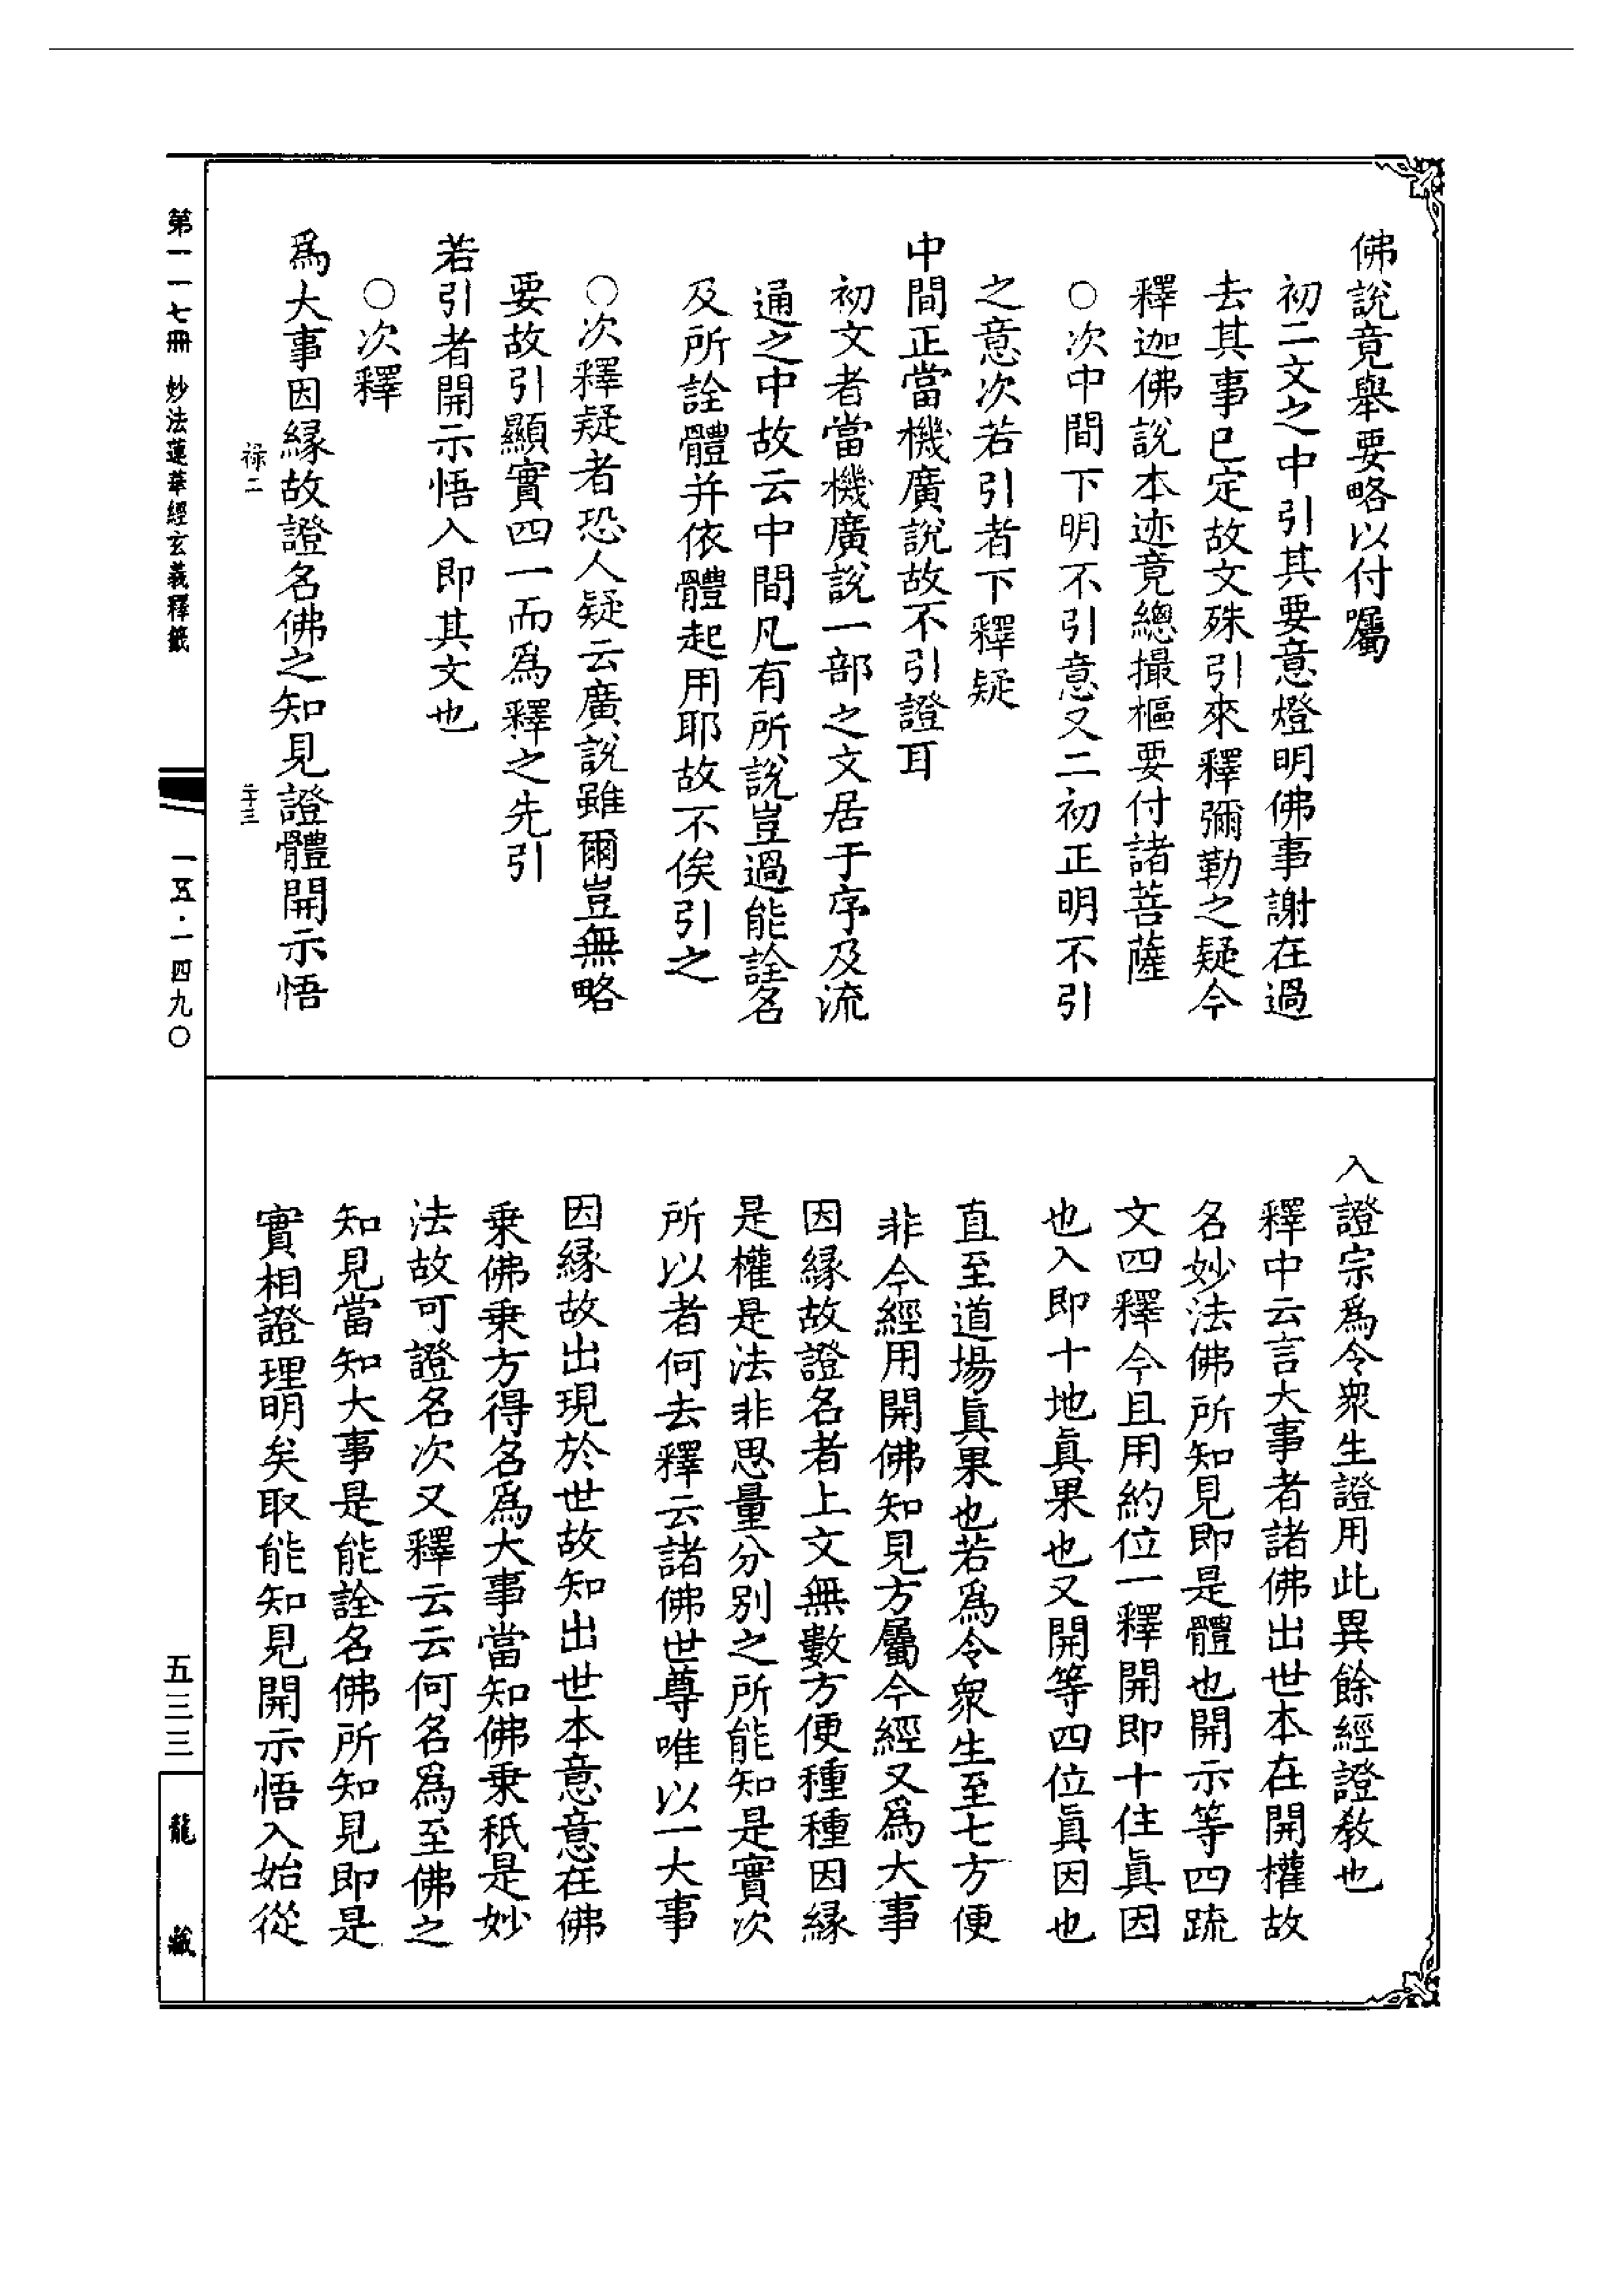 佛說竟舉要略以付囑
初二文之中引其要意燈明佛事謝在過
去其事已定故文殊引來釋彌勒之疑今
釋迦佛說本迹竟總撮樞要付諸菩薩
○次中間下明不引意又二初正明不引
之意次若引者下釋疑
中間正當機廣說故不引證耳
初文者當機廣說一部之文居于序及流
通之中故云中間凡有所說豈過能詮名
及所詮體并依體起用耶故不俟引之
○次釋疑者恐人疑云廣說雖爾豈無略
要故引顯實四一而爲釋之先引
若引者開示悟入即其文也
○次釋
爲大事因緣故證名佛之知見證體開示悟
祿二
二十三
入證宗爲令衆生證用此異餘經證教也
釋中云言大事者諸佛出世本在開權故
名妙法佛所知見即是體也開示等四疏
文四釋今且用約位一釋開即十住眞因
也入即十地眞果也又開等四位眞因也
直至道場眞果也若爲令衆生至七方便
非今經用開佛知見方屬今經又爲大事
因緣故證名者上文無數方便種種因緣
是權是法非思量分別之所能知是實次
所以者何去釋云諸佛世尊唯以一大事
因緣故出現於世故知出世本意意在佛
乗佛乗方得名爲大事當知佛乗秖是妙
法故可證名次又釋云云何名爲至佛之
知見當知大事是能詮名佛所知見即是
實相證理明矣取能知見開示悟入始從
第一一七冊 妙法蓮華經玄義釋籤
一五·一四九〇
五三三
龍藏